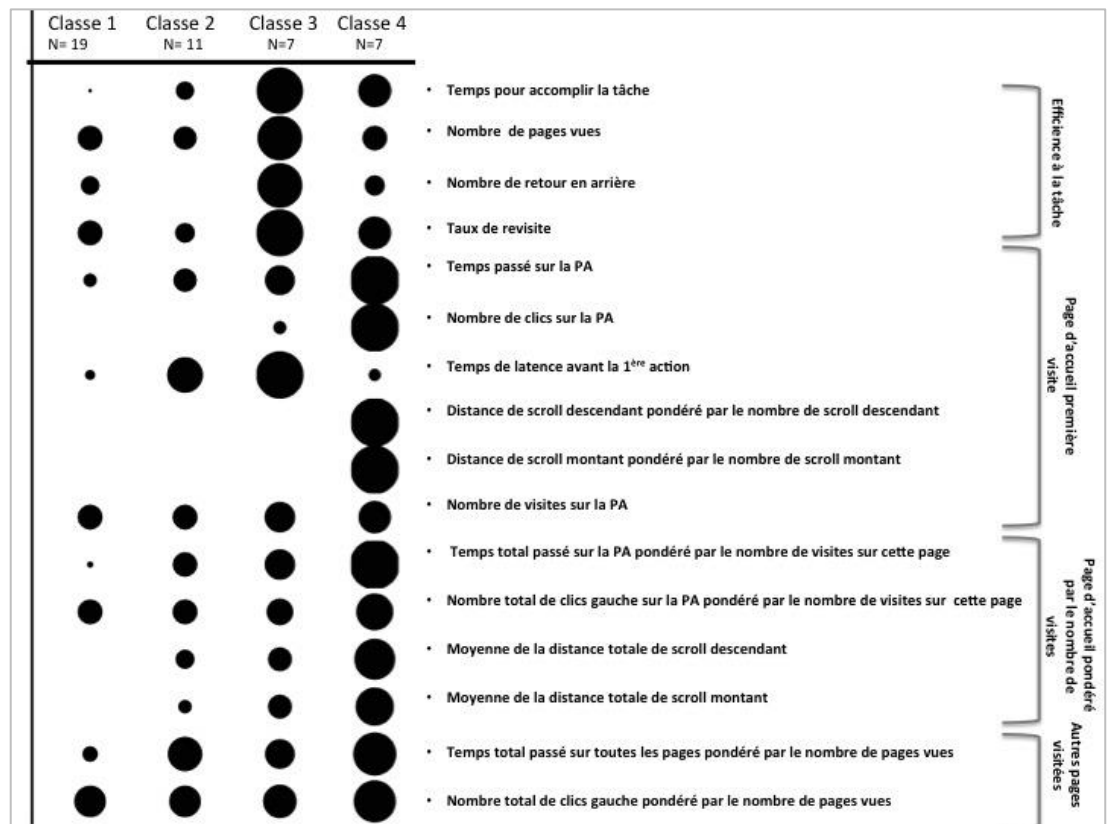 Classe 1 Classe 2 Classe 3 Classe 4
N= 19 N= 11 N=7 N=7
• Temps pour accomplir la tâche
• Nombre de pages vues
• Nombre de retour en arrière
• Taux de revisite
Efficience à la
tâche
• Temps passé sur la PA
• Nombre de clics sur la PA
• Temps de latence avant la 1ère action
• Distance de scroll descendant pondéré par le nombre de scroll descendant
• Distance de scroll montant pondéré par le nombre de scroll montant
• Nombre de visites sur la PA
Page d'accueil première
visite
• Temps total passé sur la PA pondéré par le nombre de visites sur cette page
• Nombre total de clics gauche sur la PA pondéré par le nombre de visites sur cette page
• Moyenne de la distance totale de scroll descendant
• Moyenne de la distance totale de scroll montant
Page d'accueil pondéré
par le nombre de
visites
• Temps total passé sur toutes les pages pondéré par le nombre de pages vues
• Nombre total de clics gauche pondéré par le nombre de pages vues
Autres pages
visitées